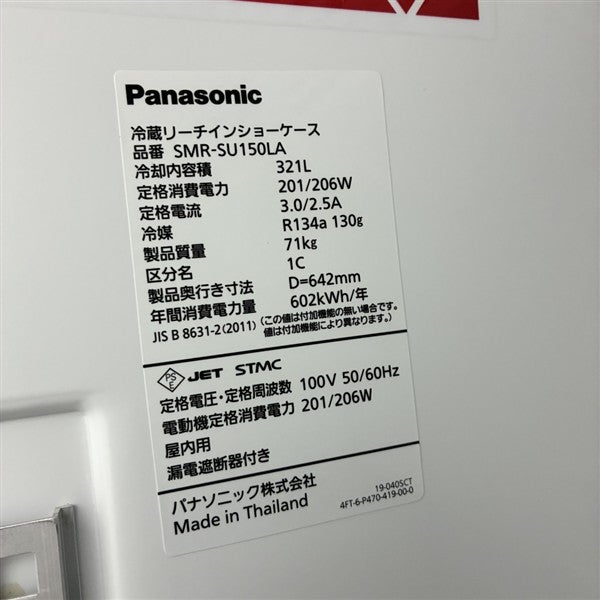 Panasonic
冷蔵リーチインショーケース
品番 SMR-SU150LA
冷却内容積 321L
定格消費電力 201/206W
定格電流 3.0/2.5A
冷媒 R134a 130g
製品質量 71kg
区分名 1C
製品奥行き寸法 D=642mm
年間消費電力量 602kWh/年
JIS B 8631-2(2011) (この値は付加機能の無い場合で、
値は付加機能により異なります。)
PS
E JET STMC
定格電圧・定格周波数 100V 50/60Hz
電動機定格消費電力 201/206W
屋内用
漏電遮断器付き
パナソニック株式会社 19-040SCT
Made in Thailand 4FT-6-P470-419-00-0